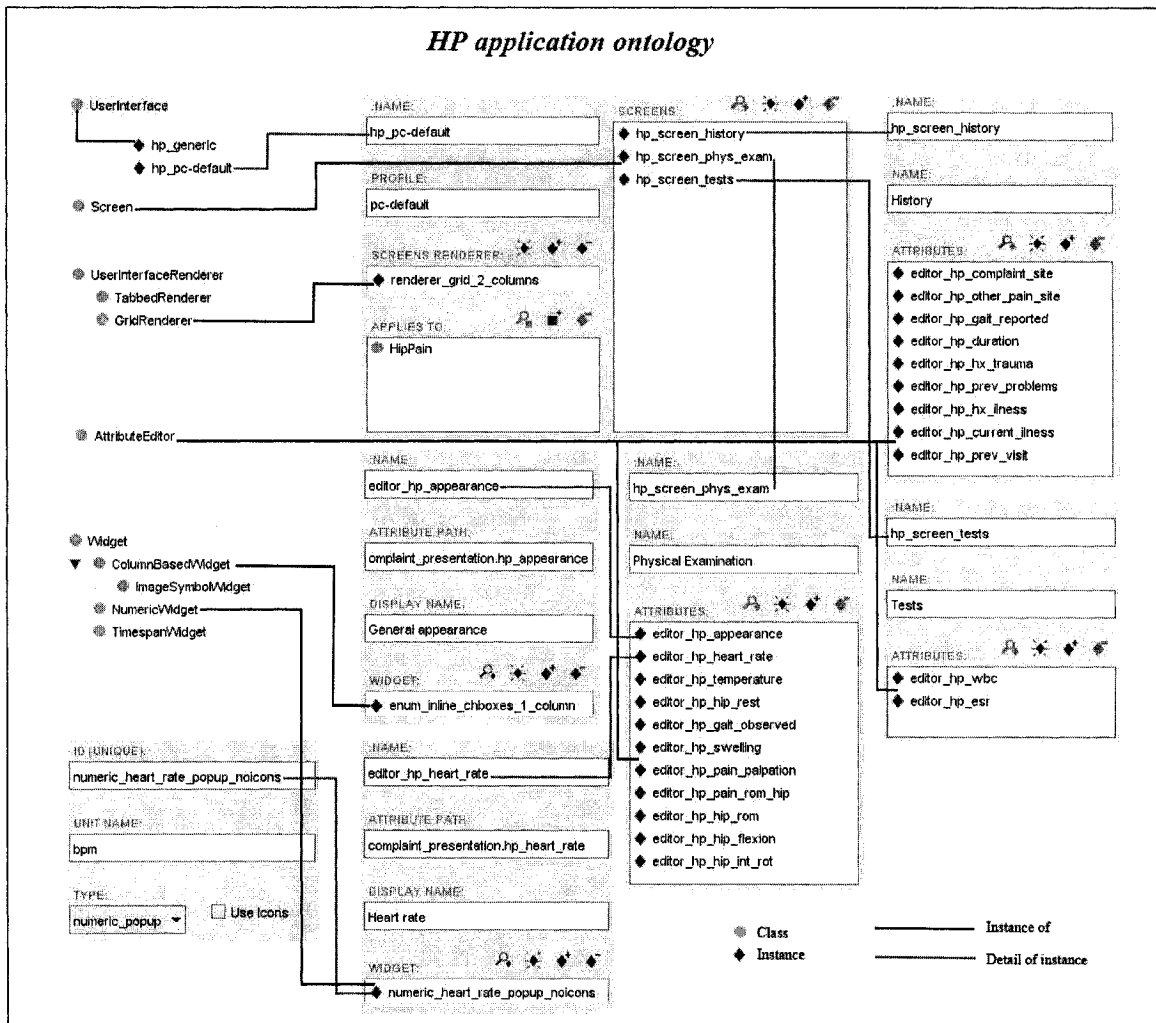 HP application ontology
UserInterface
hp_generic
hp_pc-default
Screen
UserInterfaceRenderer
TabbedRenderer
GridRenderer
AttributeEditor
Widget
ColumnBasedWidget
ImageSymbolWidget
NumericWidget
TimespanWidget
ID (UNIQUE):
numeric_heart_rate_popup_noicons
UNIT NAME:
bpm
TYPE:
numeric_popup
Use Icons
:NAME:
hp_pc-default
PROFILE:
pc-default
SCREENS RENDERER:
renderer_grid_2_columns
APPLIES TO:
HipPain
:NAME:
editor_hp_appearance
ATTRIBUTE PATH:
omplaint_presentation.hp_appearance
DISPLAY NAME:
General appearance
WIDGET:
enum_inline_chboxes_1_column
:NAME:
editor_hp_heart_rate
ATTRIBUTE PATH:
complaint_presentation.hp_heart_rate
DISPLAY NAME:
Heart rate
WIDGET:
numeric_heart_rate_popup_noicons
SCREENS:
hp_screen_history
hp_screen_phys_exam
hp_screen_tests
:NAME:
hp_screen_phys_exam
NAME:
Physical Examination
ATTRIBUTES:
editor_hp_appearance
editor_hp_heart_rate
editor_hp_temperature
editor_hp_hip_rest
editor_hp_gait_observed
editor_hp_swelling
editor_hp_pain_palpation
editor_hp_pain_rom_hip
editor_hp_hip_rom
editor_hp_hip_flexion
editor_hp_hip_int_rot
:NAME:
hp_screen_history
NAME:
History
ATTRIBUTES:
editor_hp_complaint_site
editor_hp_other_pain_site
editor_hp_gait_reported
editor_hp_duration
editor_hp_hx_trauma
editor_hp_prev_problems
editor_hp_hx_ilness
editor_hp_current_ilness
editor_hp_prev_visit
:NAME:
hp_screen_tests
NAME:
Tests
ATTRIBUTES:
editor_hp_wbc
editor_hp_esr
Class
Instance
Instance of
Detail of instance